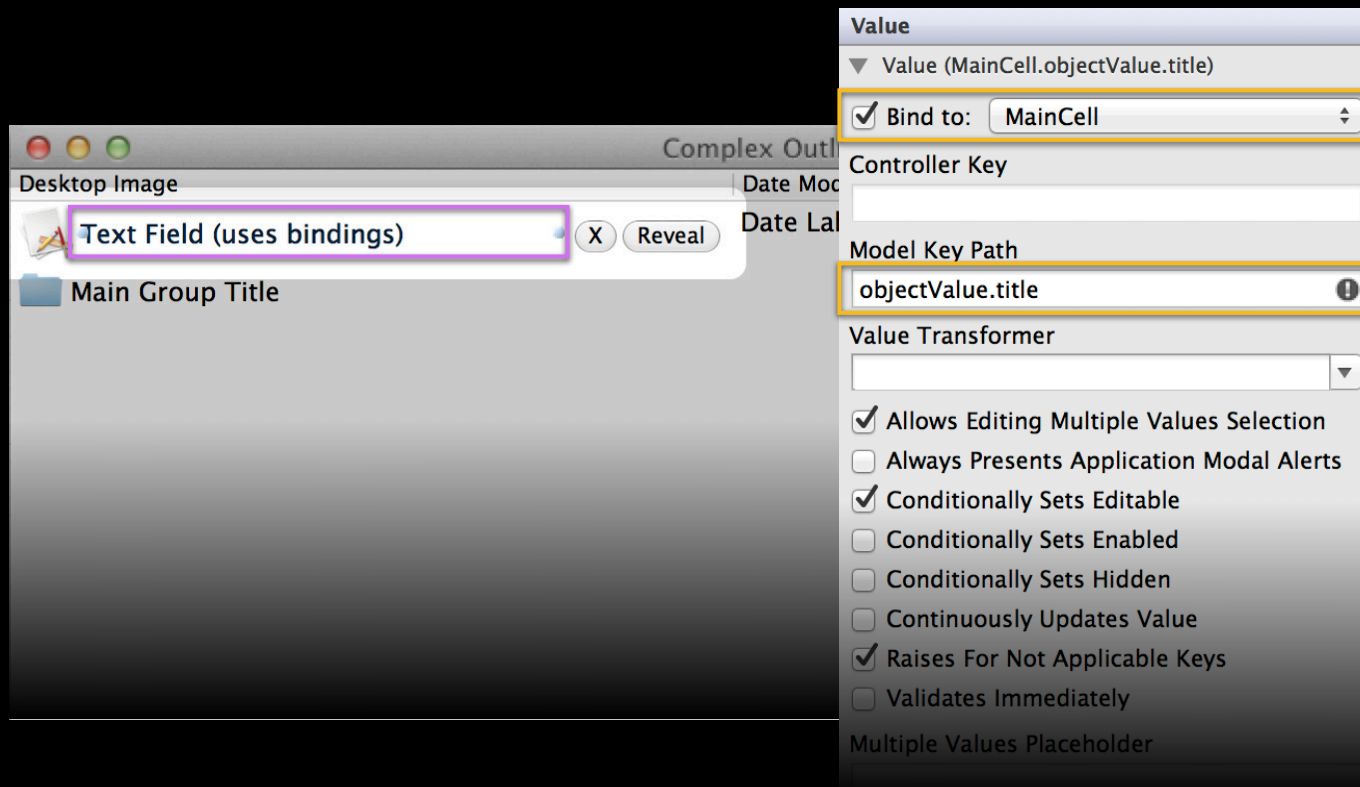 Complex Outl
Desktop Image
Date Mod
Text Field (uses bindings)
X
Reveal
Date Lal
Main Group Title
Value
Value (MainCell.objectValue.title)
Bind to:
MainCell
Controller Key
Model Key Path
objectValue.title
Value Transformer
Allows Editing Multiple Values Selection
Always Presents Application Modal Alerts
Conditionally Sets Editable
Conditionally Sets Enabled
Conditionally Sets Hidden
Continuously Updates Value
Raises For Not Applicable Keys
Validates Immediately
Multiple Values Placeholder